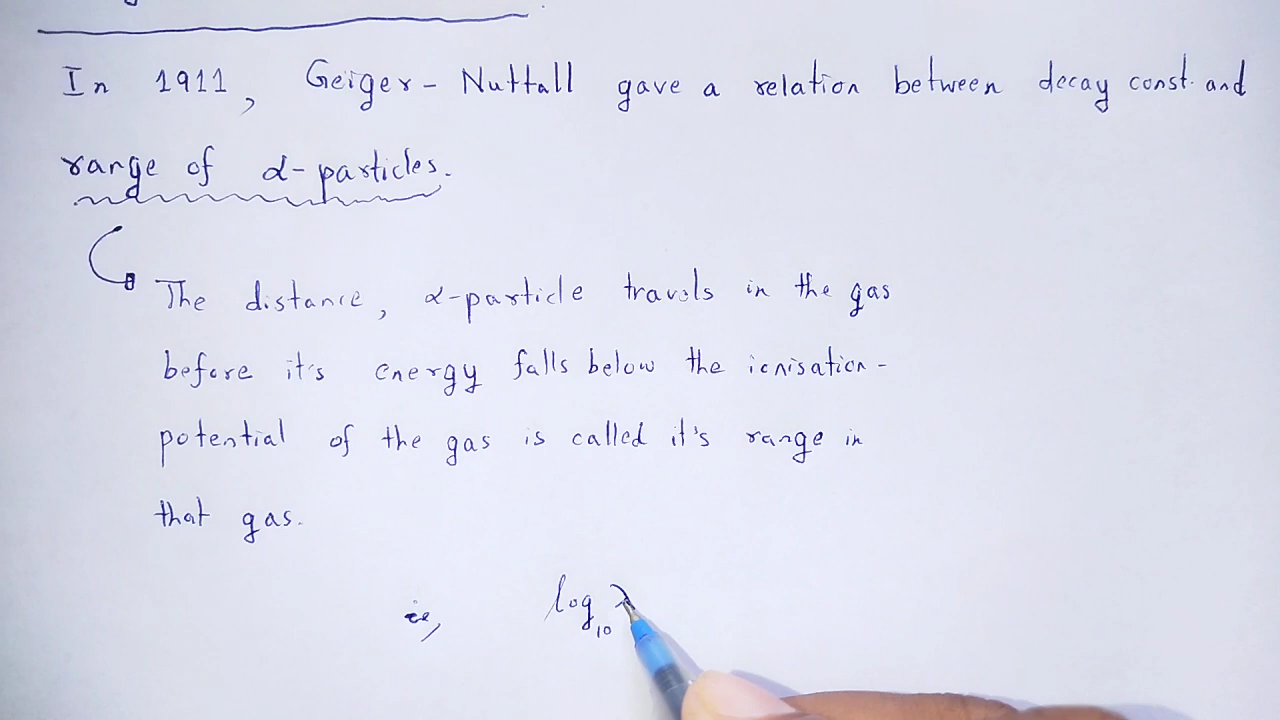 In 1911, Geiger- Nuttall gave a relation between decay const. and
range of α-particles.
The distance, α-particle travels in the gas
before it's energy falls below the ionisation-
potential of the gas is called it's range in
that gas.
ie, log₁₀ λ